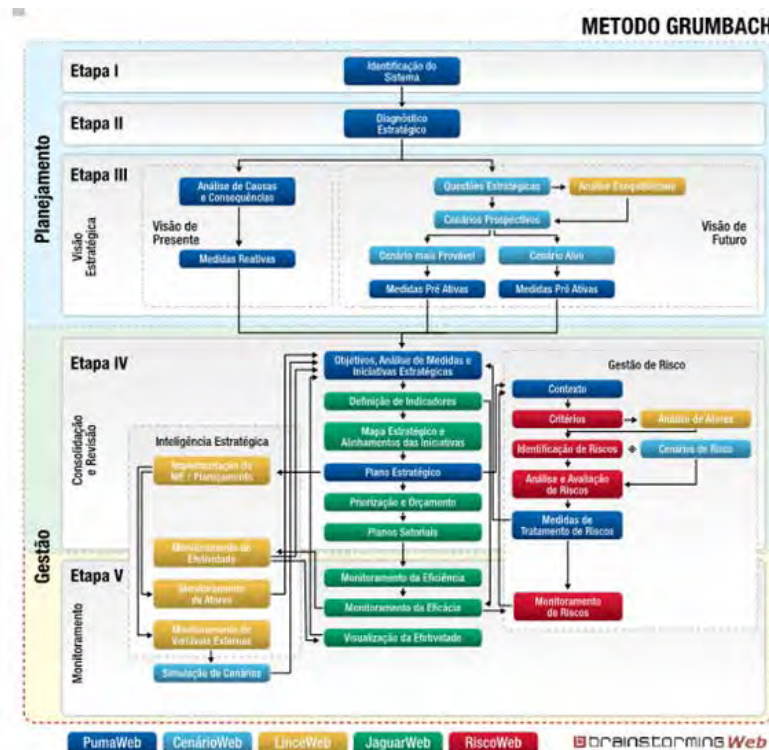 METODO GRUMBACH
Planejamento
Etapa I
Identificação do
Sistema
Etapa II
Diagnóstico
Estratégico
Etapa III
Visão
Estratégica
Análise de Causas
e Consequências
Visão de
Presente
Medidas Reativas
Questões Estratégicas
Cenários Prospectivos
Visão de
Futuro
Cenário mais Provável
Cenário Alvo
Medidas Pré Ativas
Medidas Pré Ativas
Gestão
Etapa IV
Consolidação
e Revisão
Objetivos, Análise de Medidas e
Iniciativas Estratégicas
Definição de Indicadores
Mapa Estratégico e
Alinhamentos das Iniciativas
Plano Estratégico
Priorização e Orçamento
Planos Setoriais
Inteligência Estratégica
Implementação do
NIE / Planejamento
Monitoramento da
Efetividade
Monitoramento
de Atores
Monitoramento de
Variáveis Externas
Simulação de Cenários
Gestão de Risco
Contexto
Critérios
Análise de Atores
Identificação de Riscos
Cenários de Risco
Análise e Avaliação
de Riscos
Medidas de
Tratamento de Riscos
Monitoramento
de Riscos
Etapa V
Monitoramento
Monitoramento da Eficiência
Monitoramento da Eficácia
Visualização da Efetividade
PumaWeb
CenárioWeb
LinceWeb
JaguarWeb
RiscoWeb
brainstorming Web